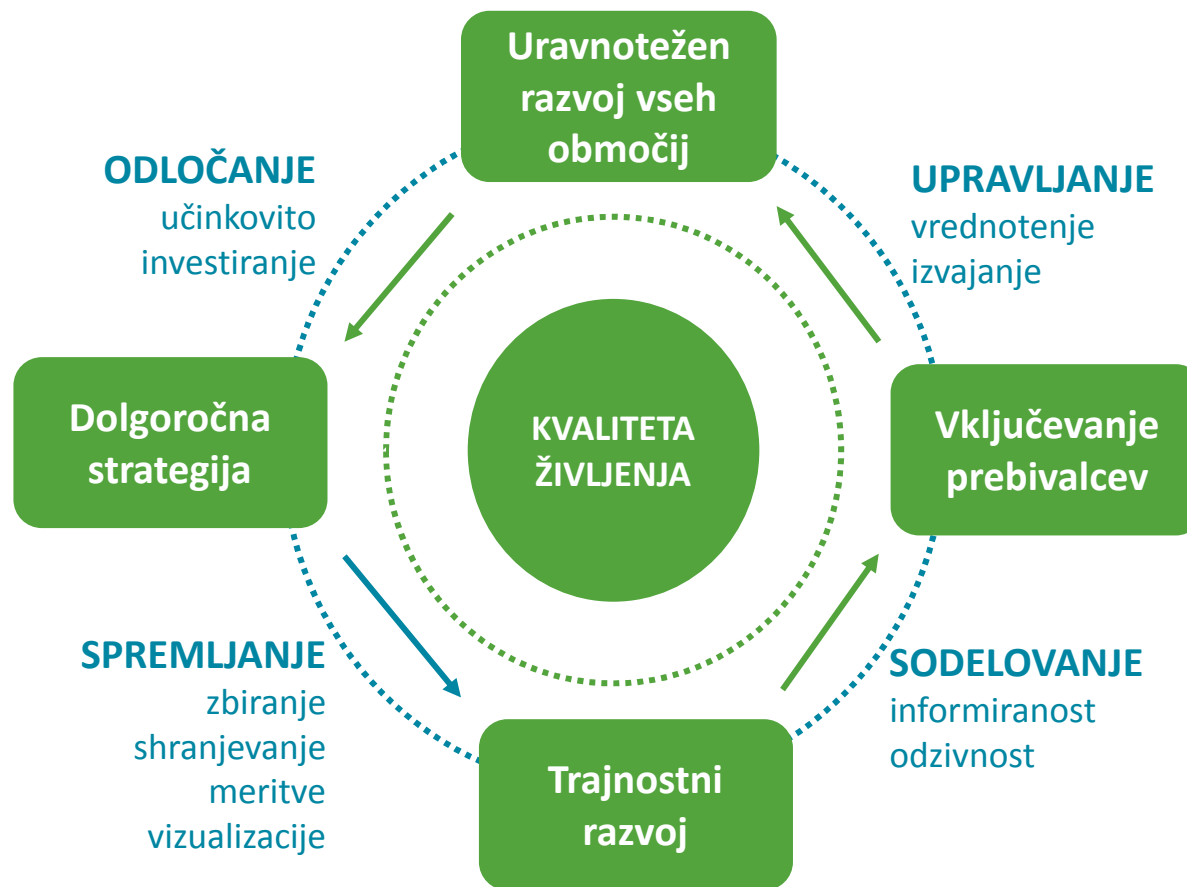 Uravnotežen
razvoj vseh
območij
ODLOČANJE
učinkovito
investiranje
UPRAVLJANJE
vrednotenje
izvajanje
Dolgoročna
strategija
KVALITETA
ŽIVLJENJA
Vključevanje
prebivalcev
SPREMLJANJE
zbiranje
shranjevanje
meritve
vizualizacije
SODELOVANJE
informiranost
odzivnost
Trajnostni
razvoj